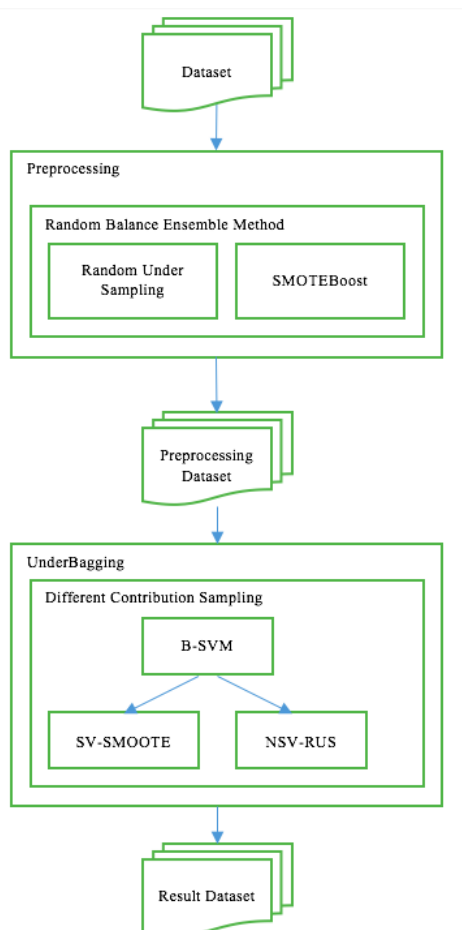 Dataset
Preprocessing
Random Balance Ensemble Method
Random Under
Sampling
SMOTEBoost
Preprocessing
Dataset
UnderBagging
Different Contribution Sampling
B-SVM
SV-SMOOTE
NSV-RUS
Result Dataset